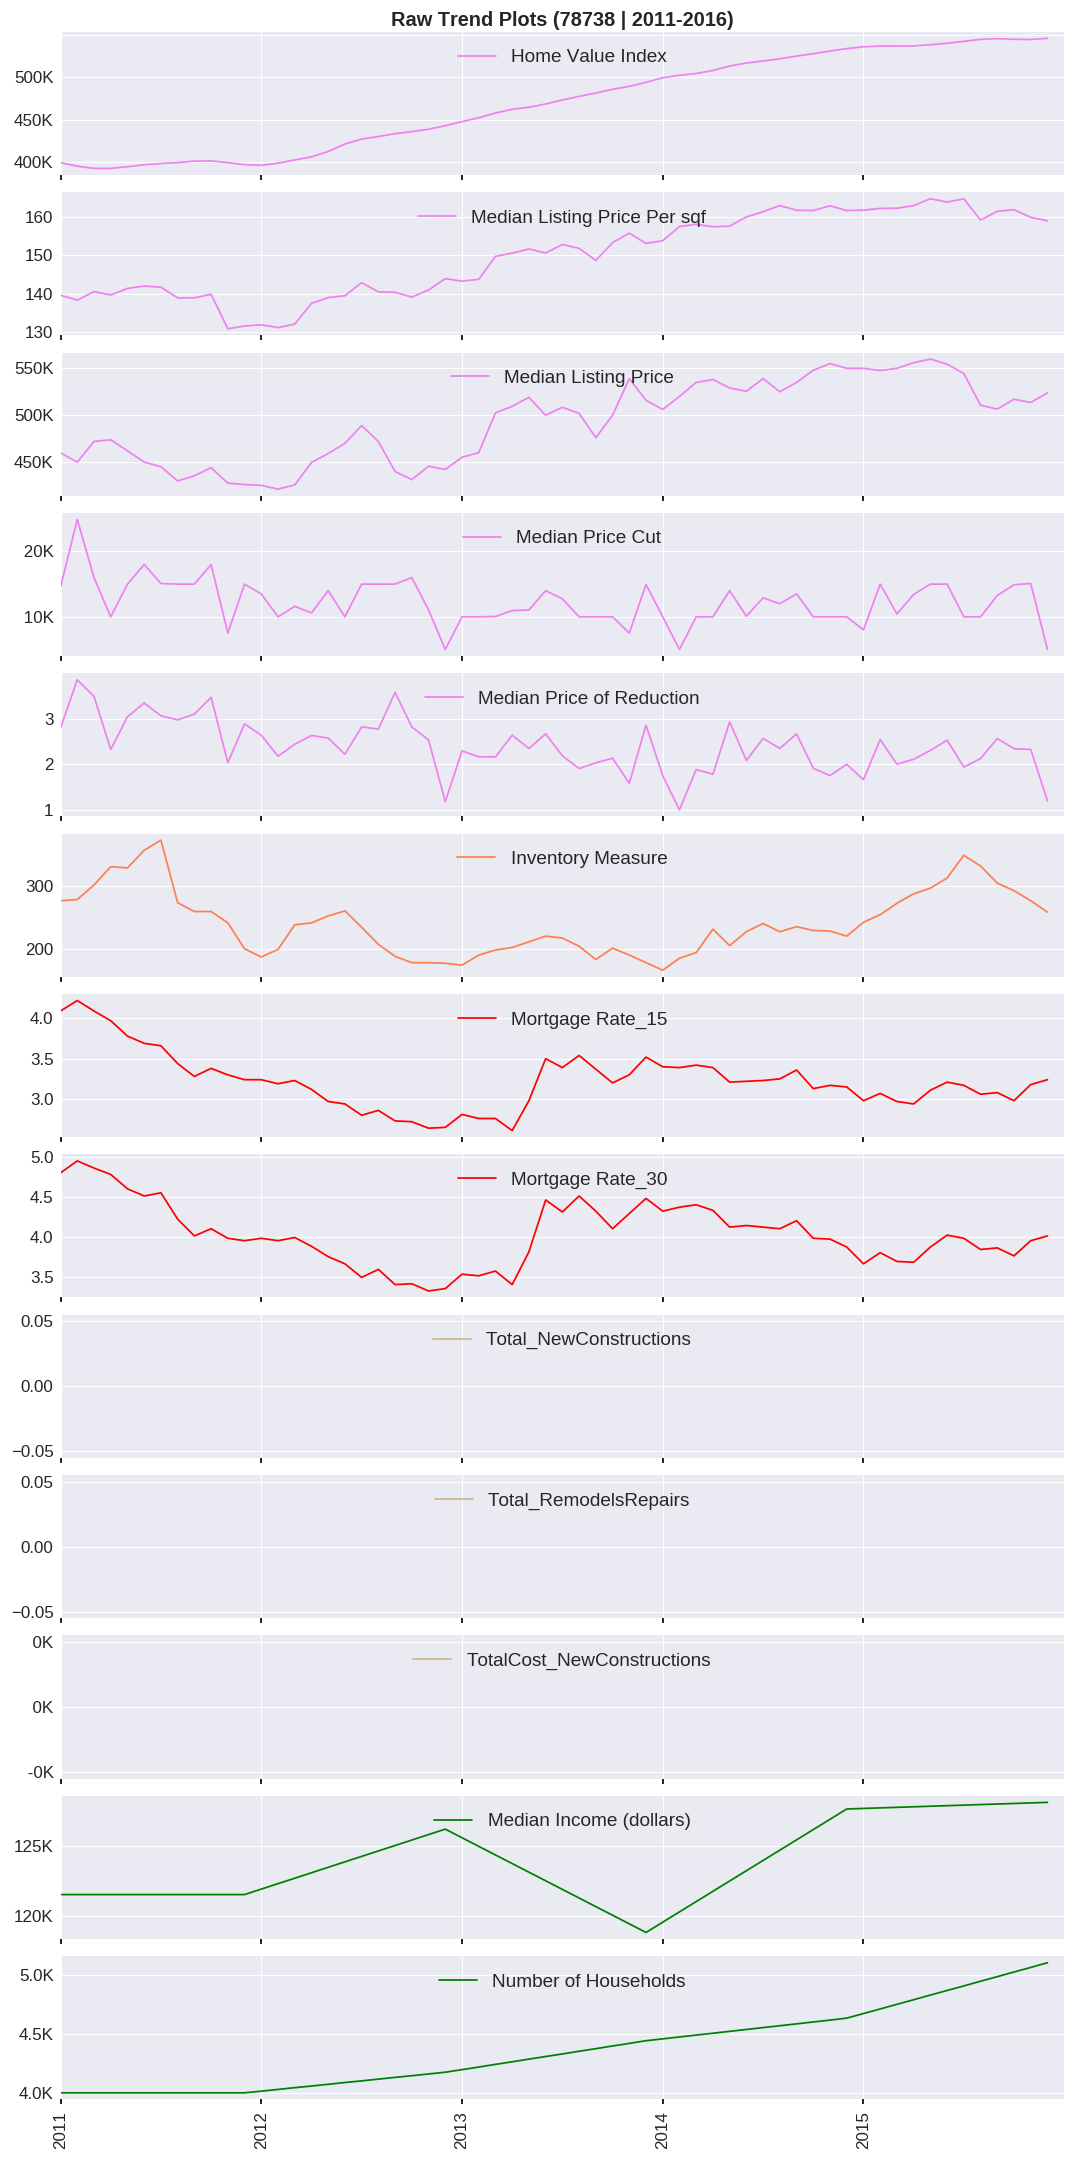 Raw Trend Plots (78738 | 2011-2016)
Home Value Index
500K
450K
400K
Median Listing Price Per sqf
160
150
140
130
Median Listing Price
550K
500K
450K
Median Price Cut
20K
10K
Median Price of Reduction
3
2
1
Inventory Measure
300
200
Mortgage Rate_15
4.0
3.5
3.0
Mortgage Rate_30
5.0
4.5
4.0
3.5
Total_NewConstructions
0.05
0.00
−0.05
Total_RemodelsRepairs
0.05
0.00
−0.05
TotalCost_NewConstructions
0K
0K
-0K
Median Income (dollars)
125K
120K
Number of Households
5.0K
4.5K
4.0K
2011
2012
2013
2014
2015